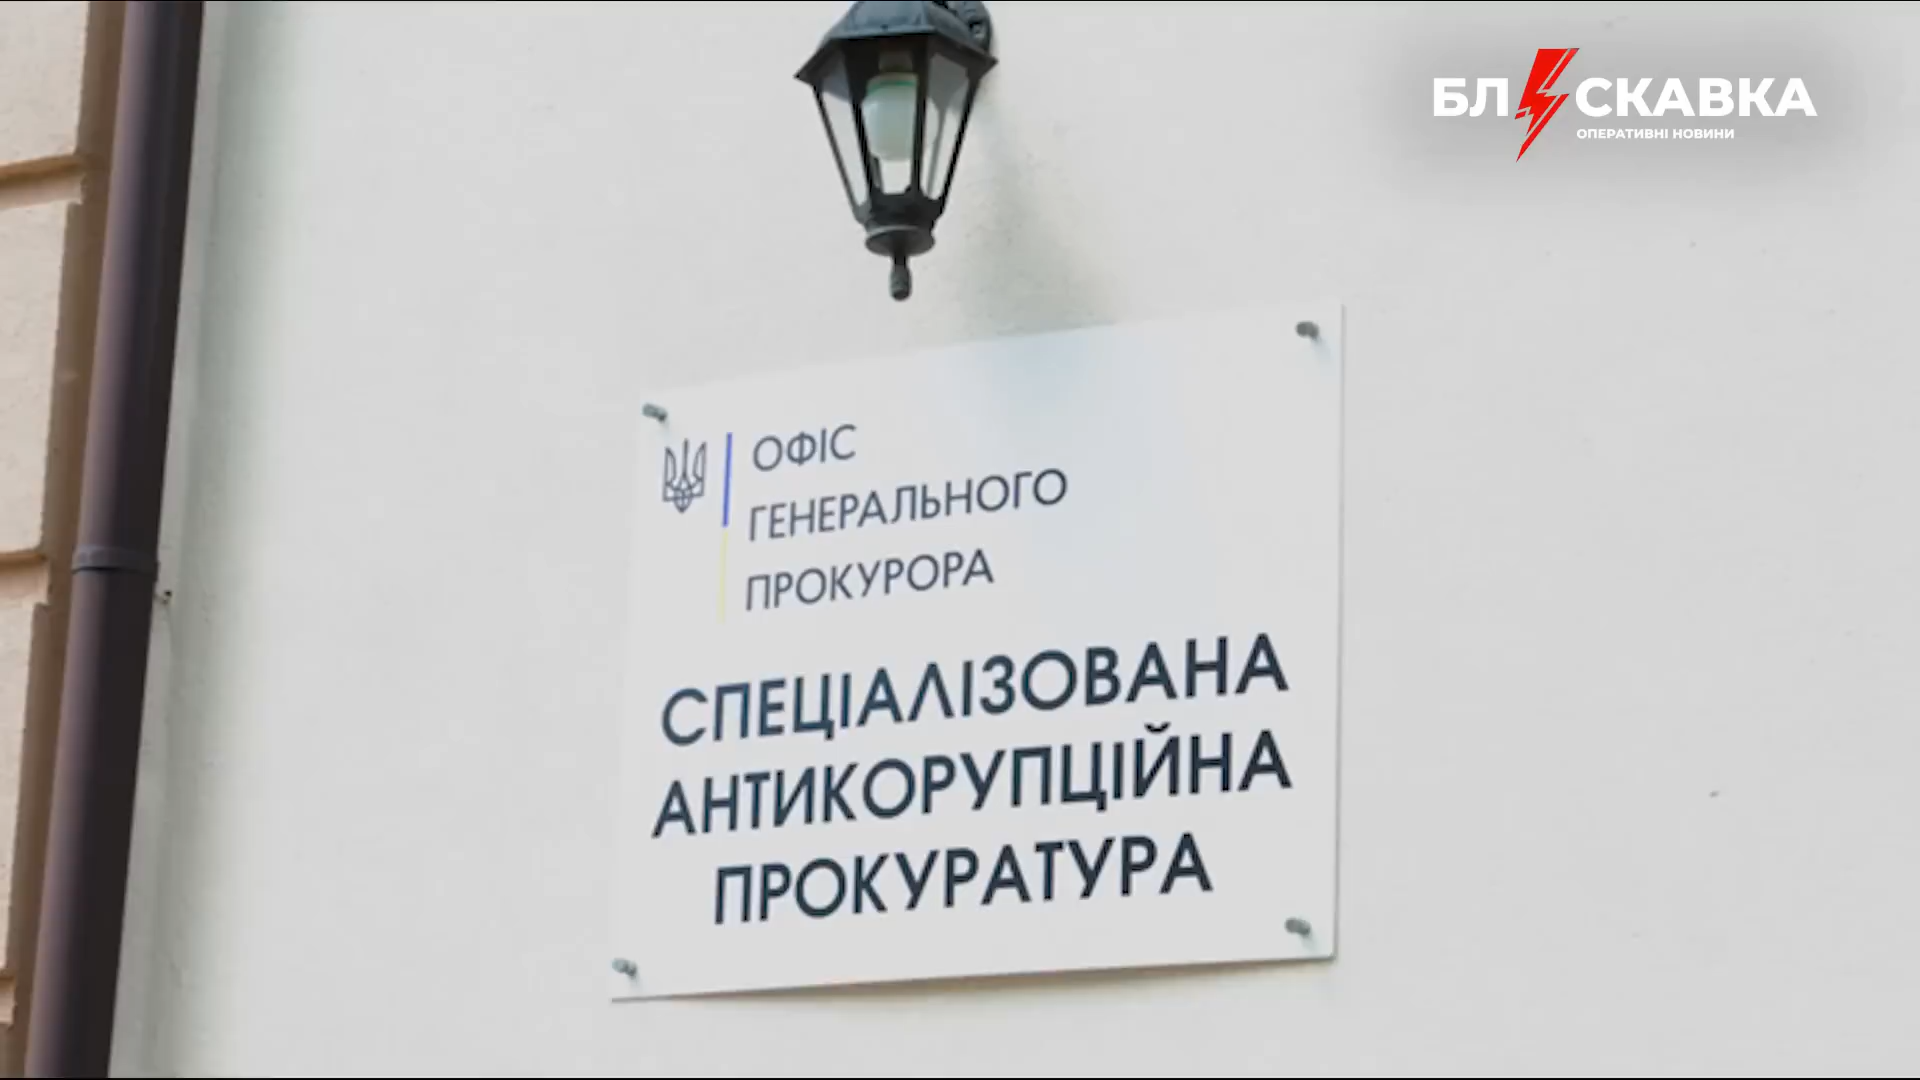 БЛИСКАВКА
ОПЕРАТИВНІ НОВИНИ
ОФІС
ГЕНЕРАЛЬНОГО
ПРОКУРОРА
СПЕЦІАЛІЗОВАНА
АНТИКОРУПЦІЙНА
ПРОКУРАТУРА